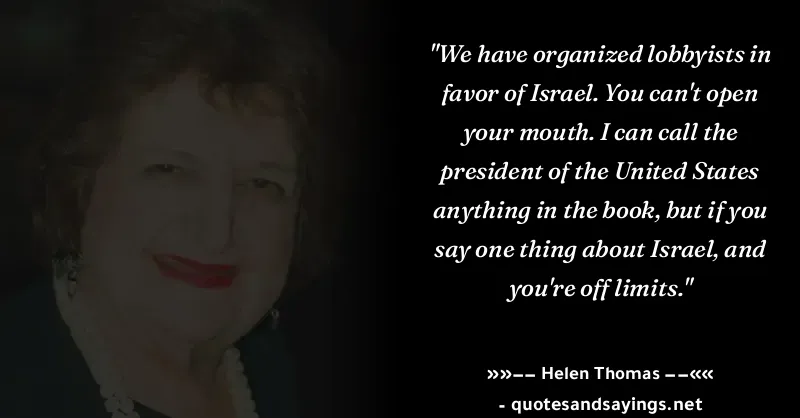 "We have organized lobbyists in
favor of Israel. You can't open
your mouth. I can call the
president of the United States
anything in the book, but if you
say one thing about Israel, and
you're off limits."
»»−− Helen Thomas −−««
- quotesandsayings.net